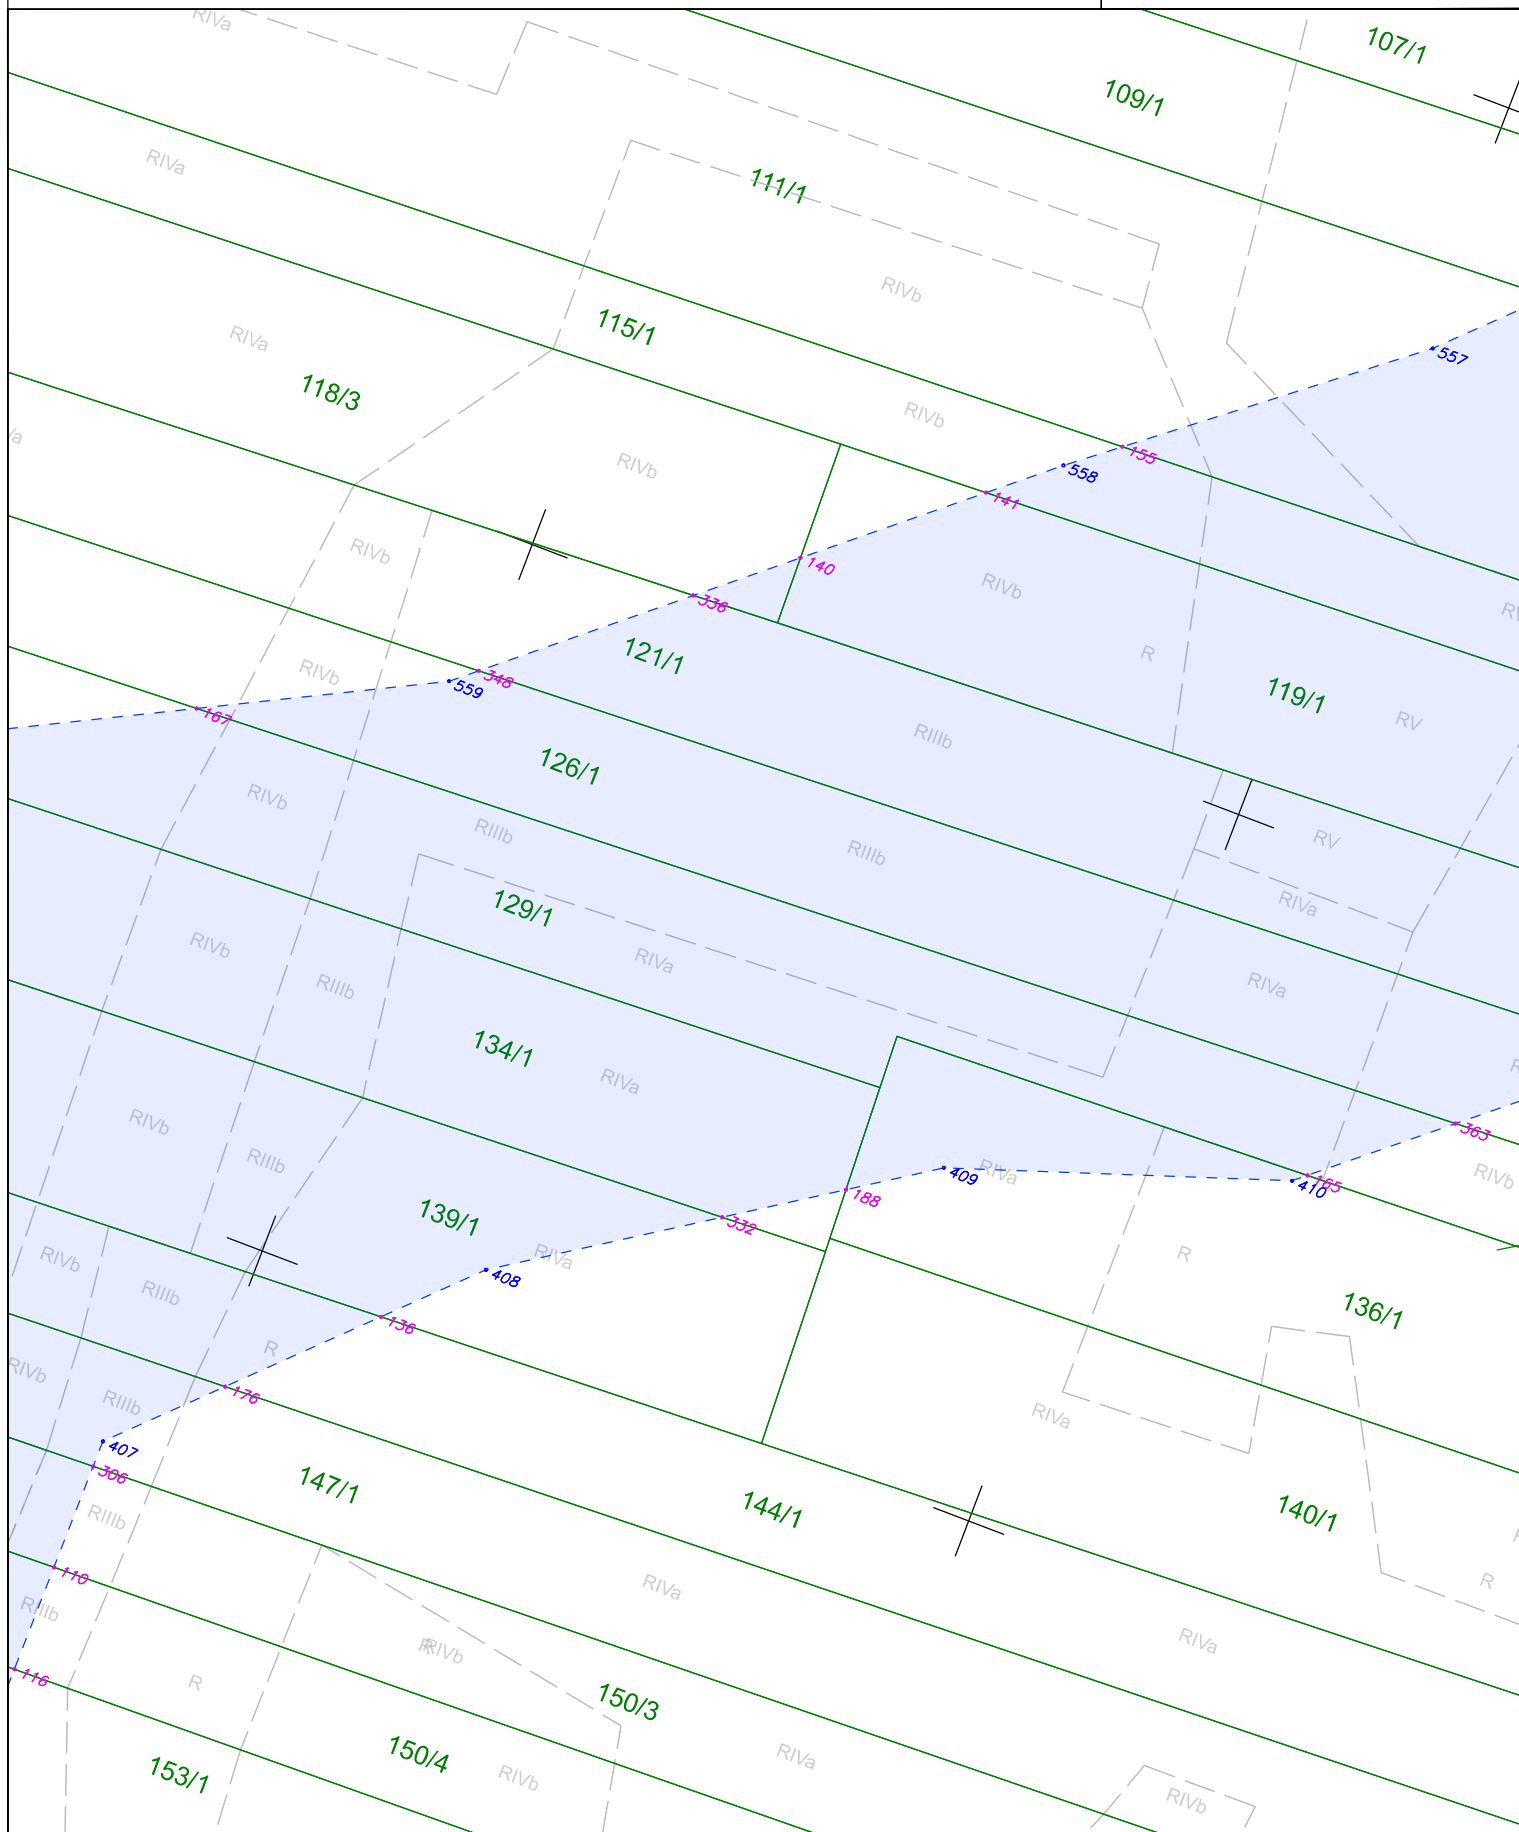 RIVa
107/1
109/1
RIVa
111/1
RIVb
115/1
RIVa
557
118/3
RIVb
155
558
RIVb
141
RIVb
140
RIVb
336
121/1
R
RIVb
348
559
119/1
167
RV
RIIIb
126/1
RIVb
RIIIb
RV
RIIIb
129/1
RIVa
RIVb
RIVa
RIIIb
RIVa
134/1
RIVa
RIVb
363
RIIIb
RIVa
409
RIVb
165
410
188
139/1
332
RIVb
RIVa
R
408
RIIIb
136/1
136
R
RIVb
176
RIIIb
RIVa
407
306
147/1
144/1
140/1
RIIIb
110
RIVa
R
RIIIb
R
RIVb
RIVa
R
116
150/3
150/4
RIVa
153/1
RIVb
RIVb